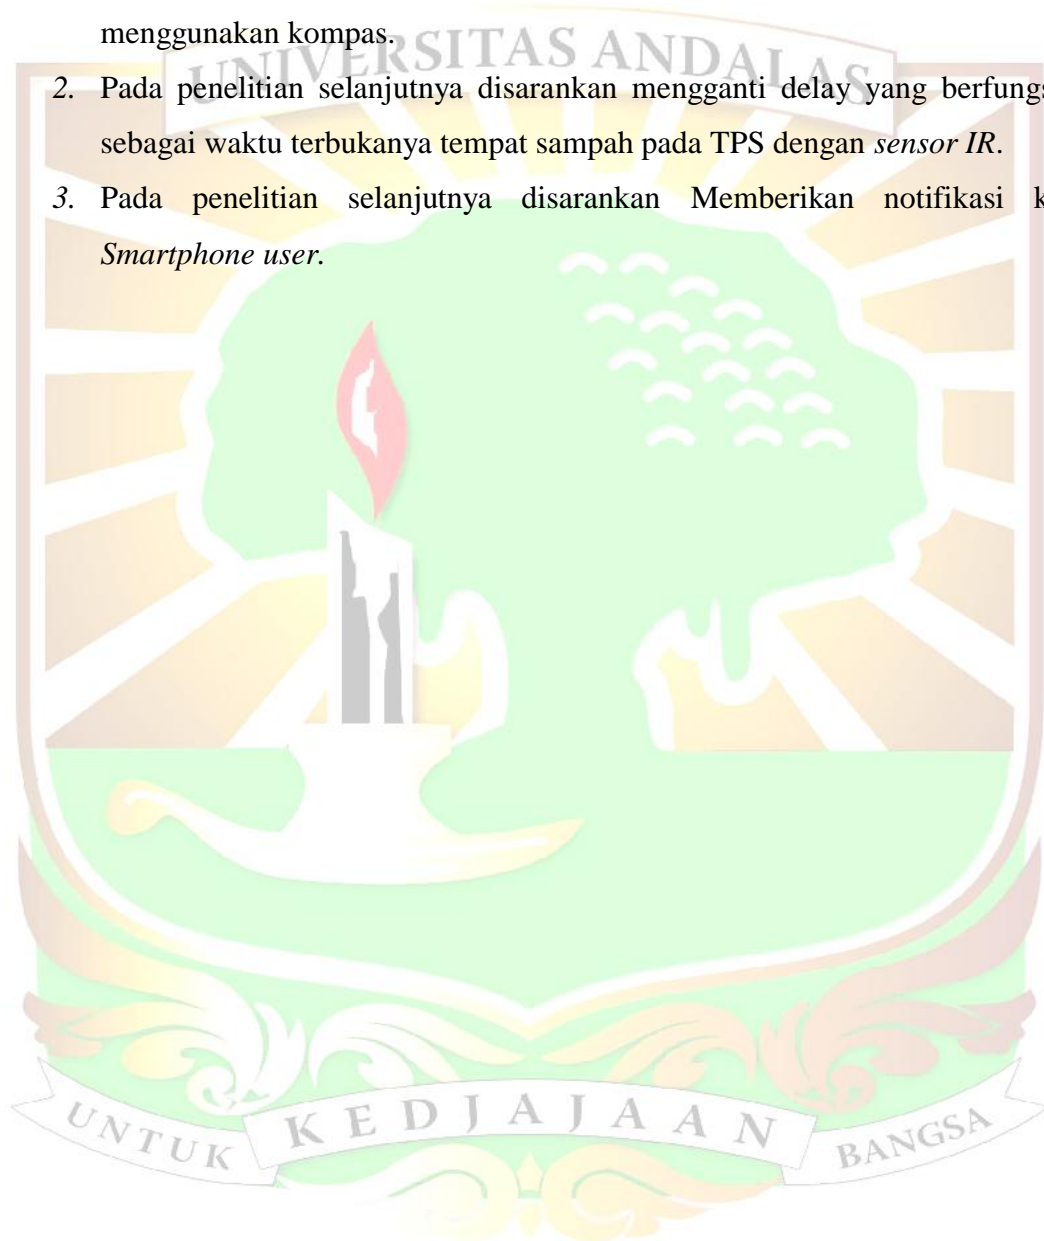 menggunakan kompas.
UNIVERSITAS ANDALAS
2. Pada penelitian selanjutnya disarankan mengganti delay yang berfungs
sebagai waktu terbukanya tempat sampah pada TPS dengan sensor IR.
3. Pada penelitian selanjutnya disarankan Memberikan notifikasi k
Smartphone user.
UNTUK KEDJAJAAN BANGSA